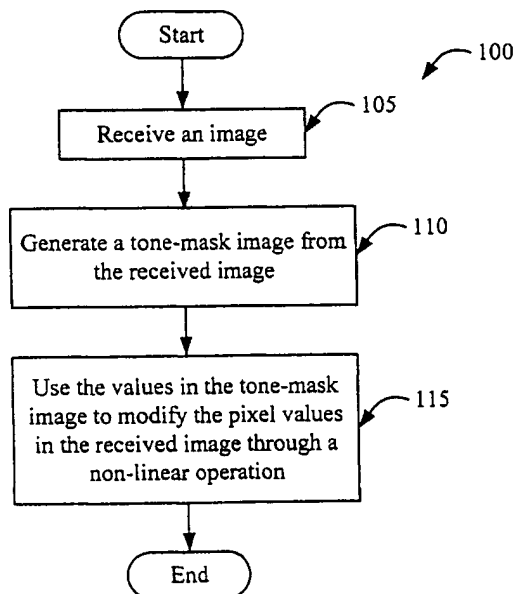 Start
100
105
Receive an image
110
Generate a tone-mask image from
the received image
115
Use the values in the tone-mask
image to modify the pixel values
in the received image through a
non-linear operation
End